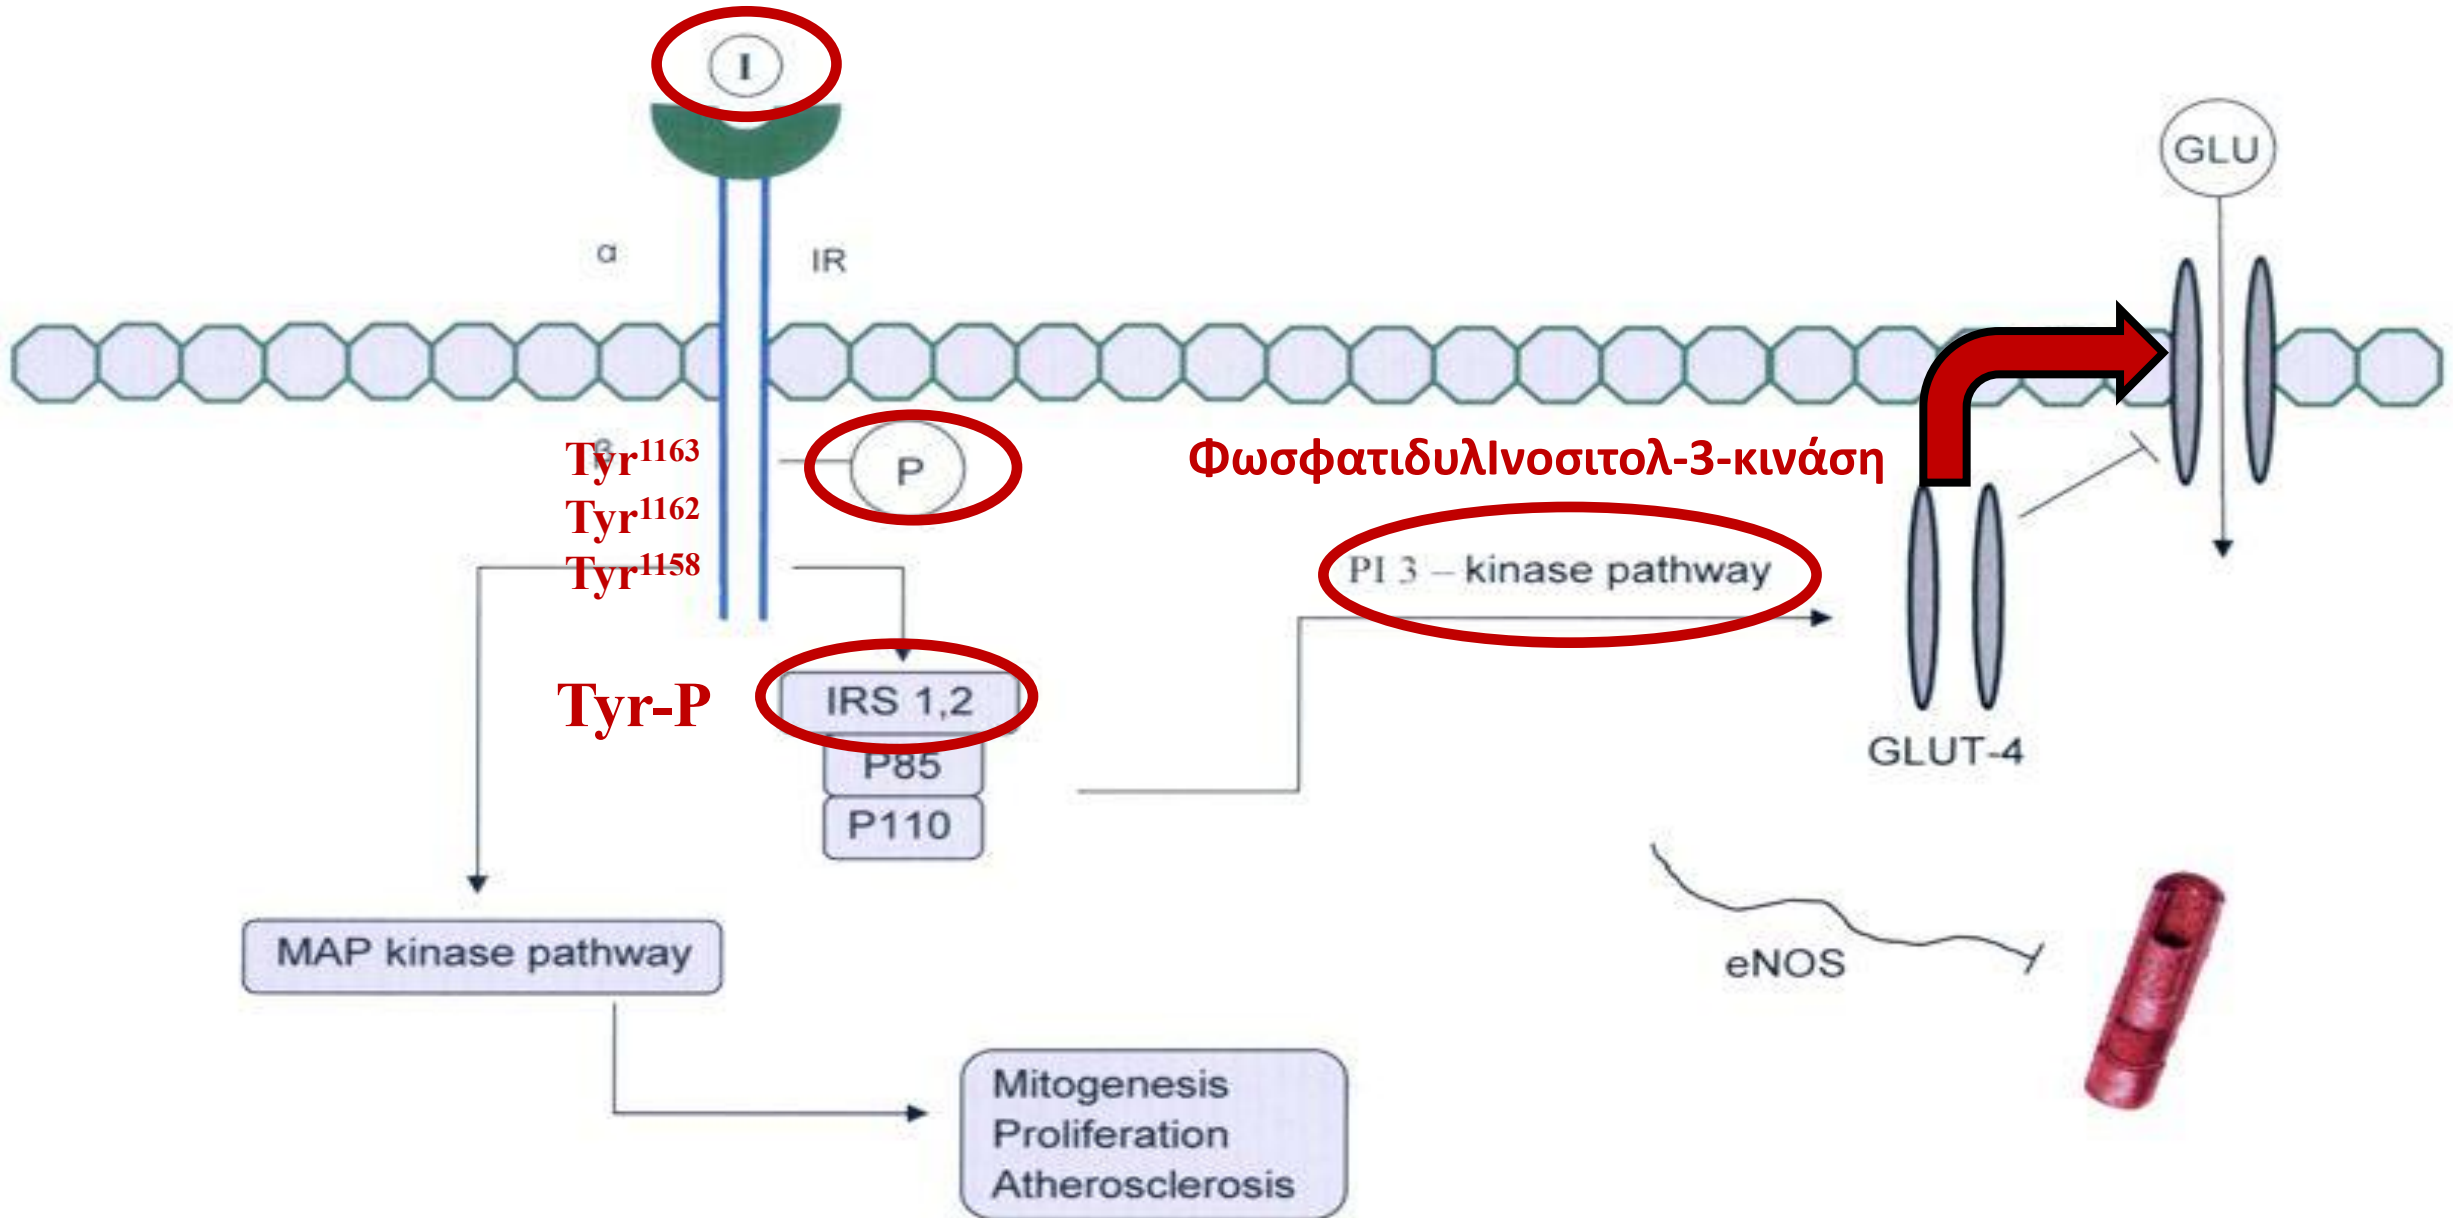 I
GLU
α
IR
β
Tyr1163
P
ΦωσφατιδυλΙνοσιτολ-3-κινάση
Tyr1162
Tyr1158
PI 3 – kinase pathway
Tyr-P
IRS 1,2
P85
P110
GLUT-4
MAP kinase pathway
eNOS
Mitogenesis
Proliferation
Atherosclerosis